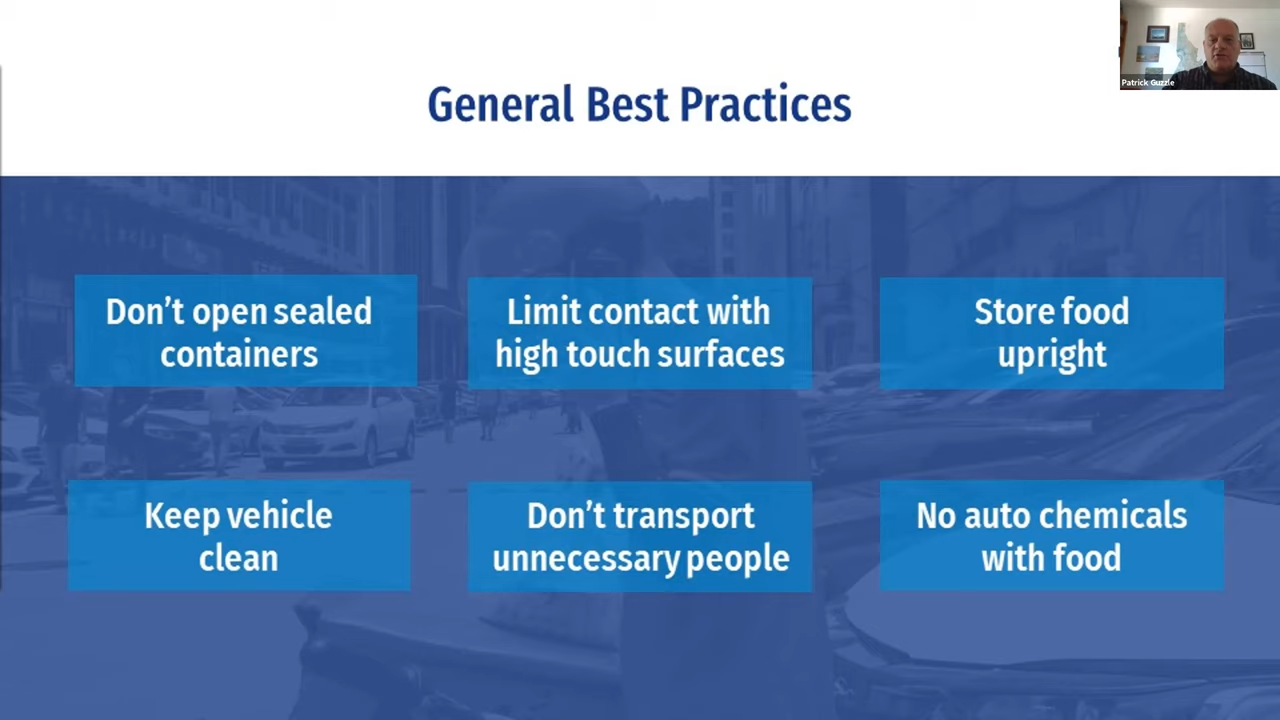 Patrick Guzzle
General Best Practices
Don't open sealed
containers
Limit contact with
high touch surfaces
Store food
upright
Keep vehicle
clean
Don't transport
unnecessary people
No auto chemicals
with food